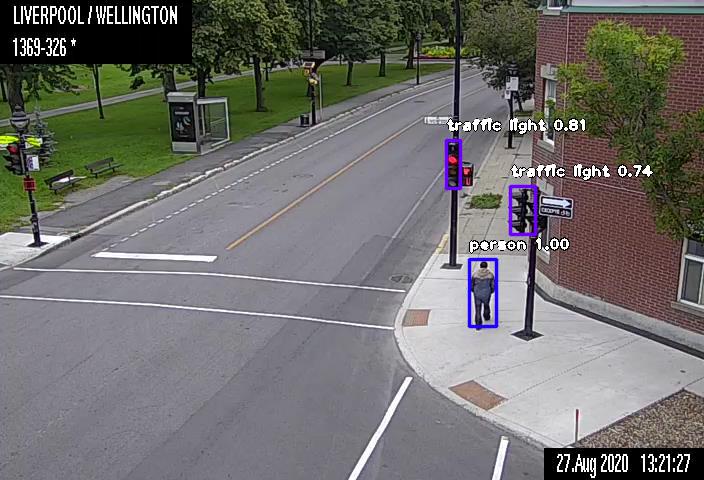 LIVERPOOL / WELLINGTON
1369-326 *
traffic light 0.81
traffic light 0.74
person 1.00
27.Aug 2020 13:21:27